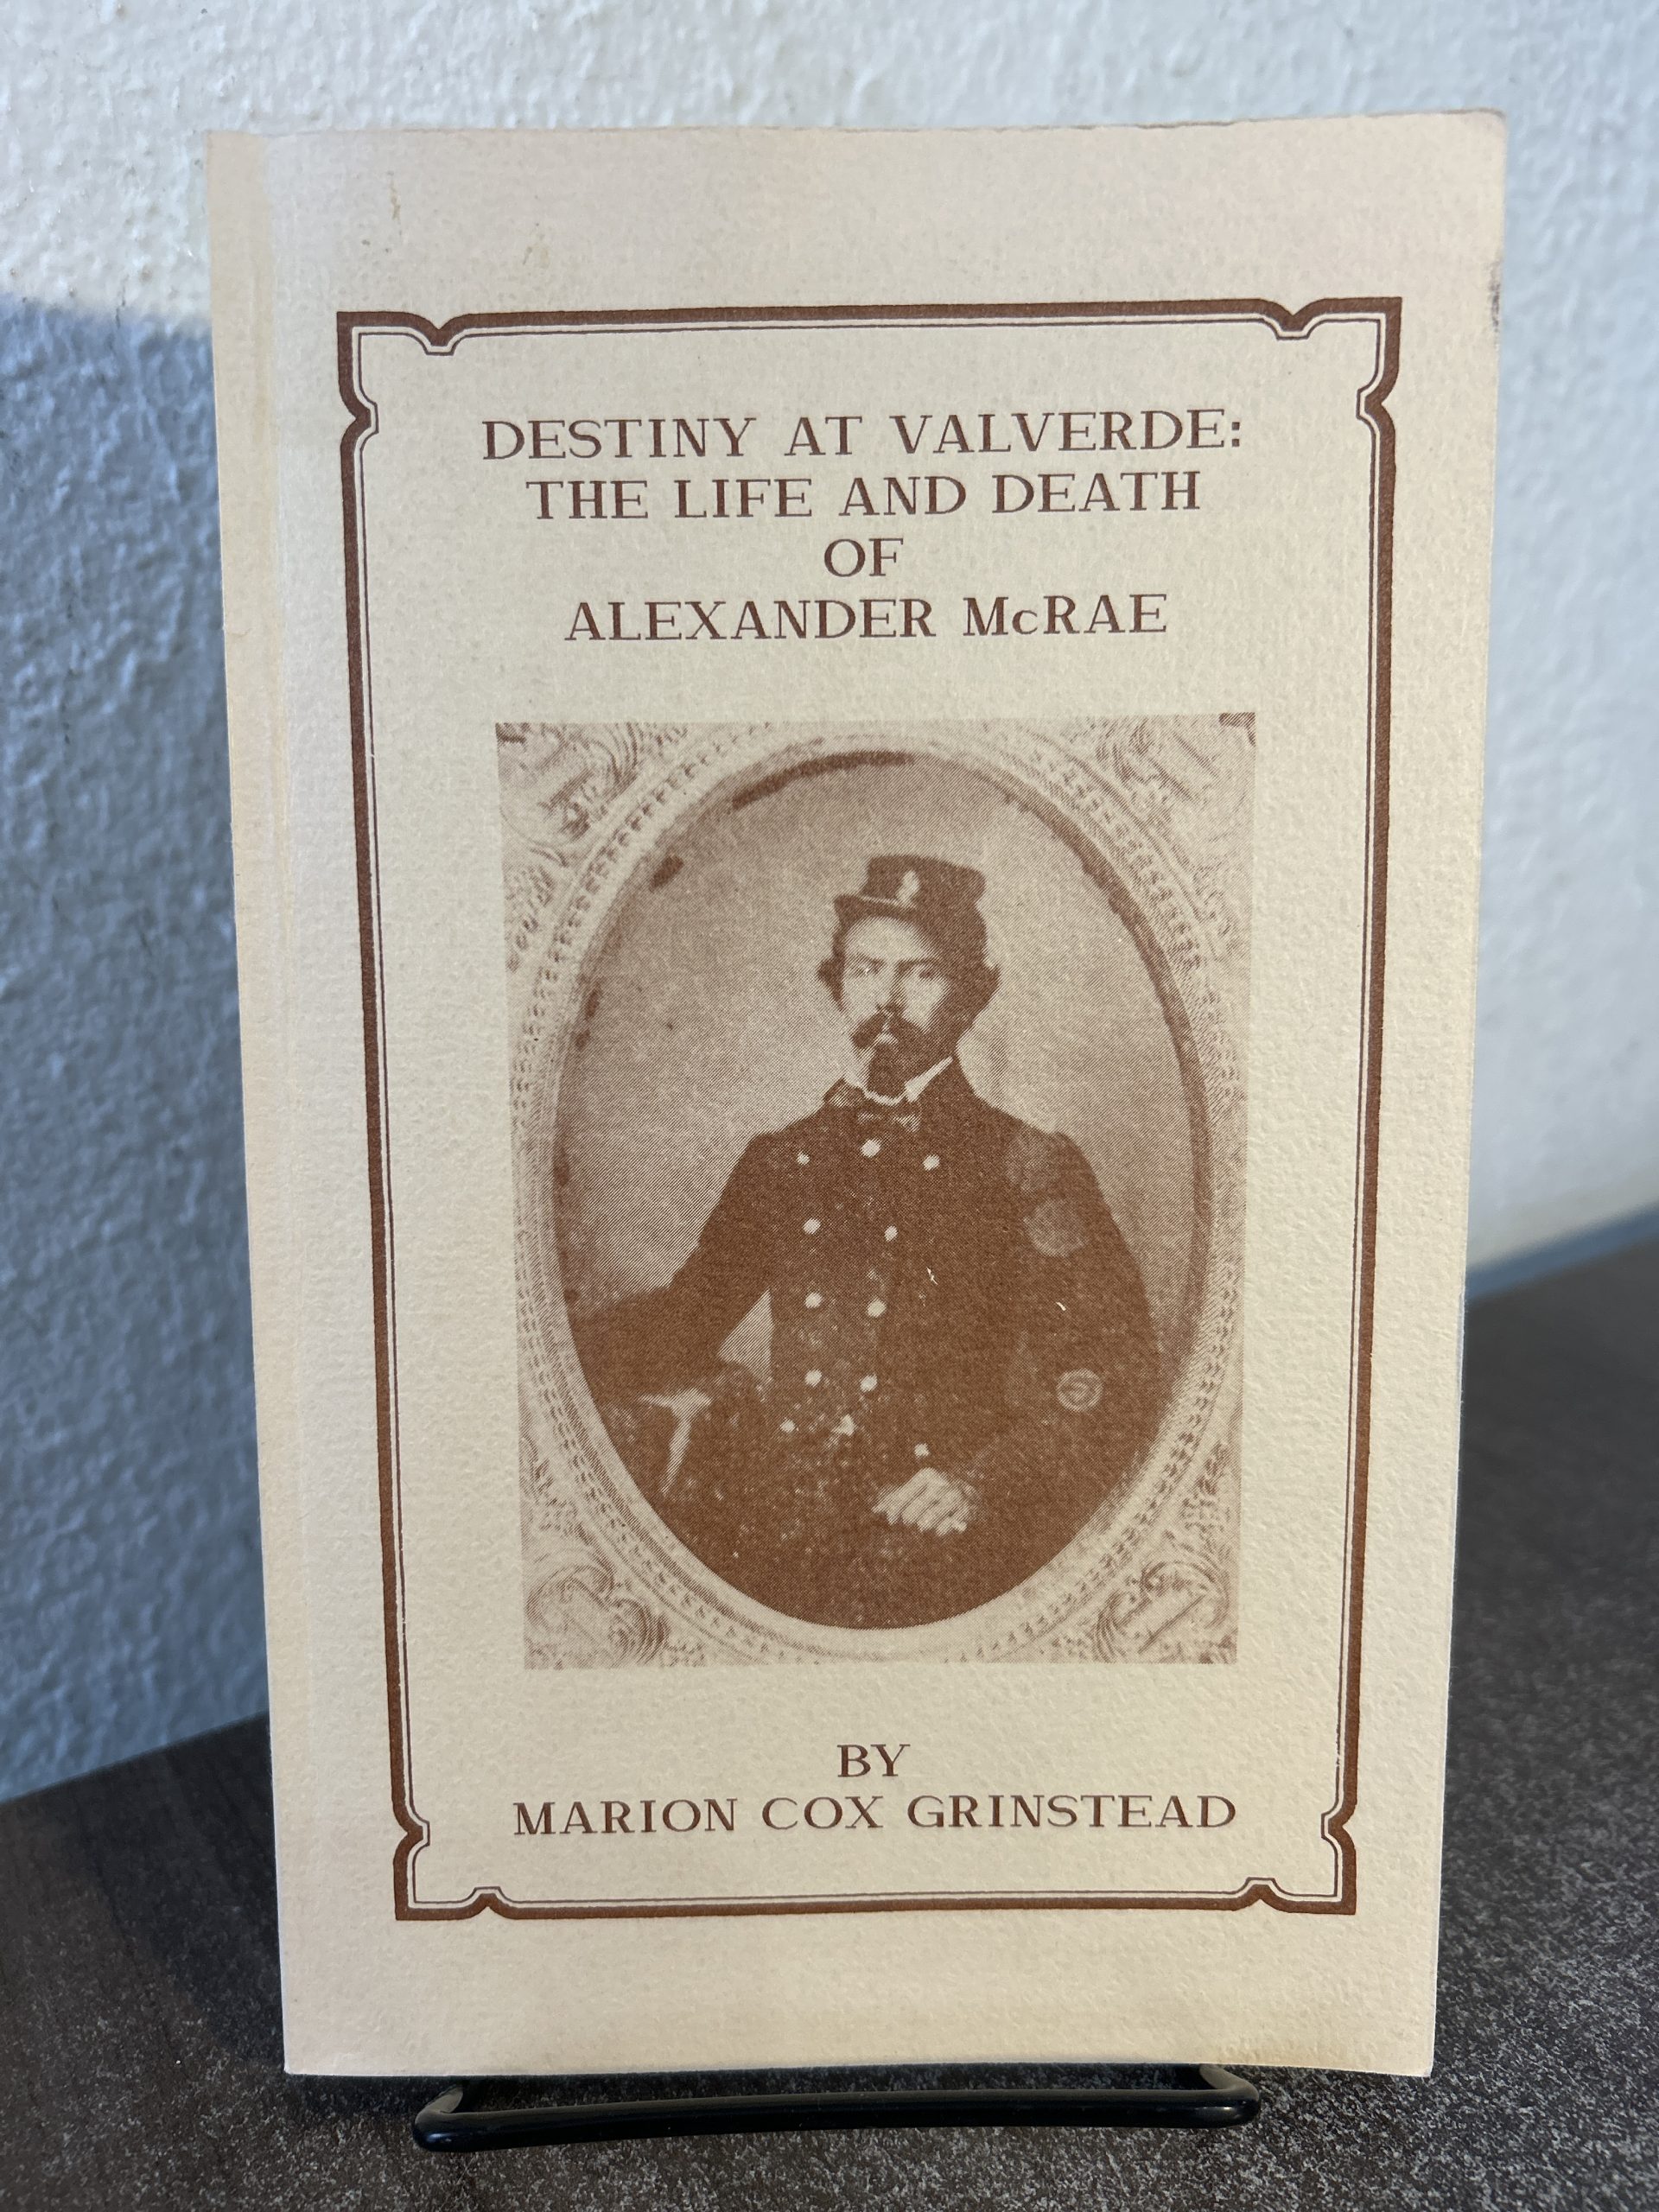 DESTINY AT VALVERDE:
THE LIFE AND DEATH
OF
ALEXANDER McRAE
BY
MARION COX GRINSTEAD